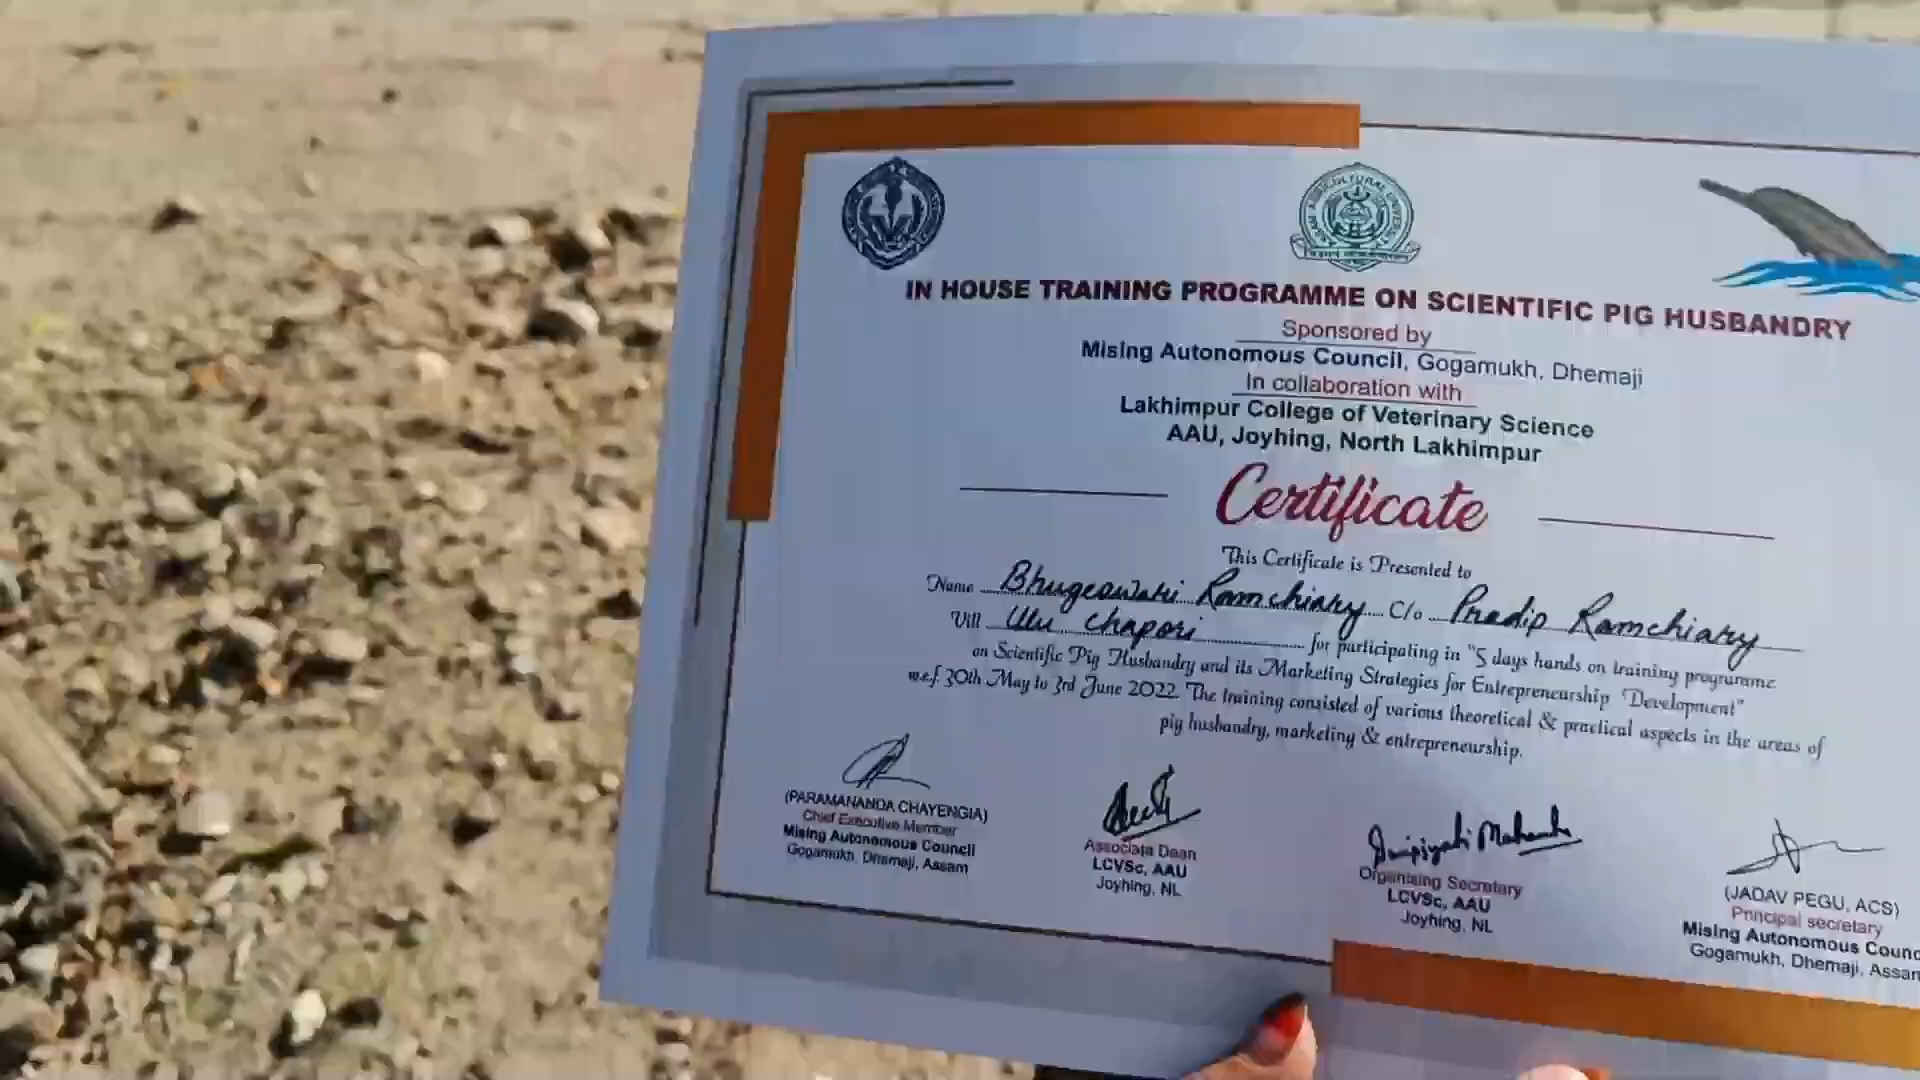 IN HOUSE TRAINING PROGRAMME ON SCIENTIFIC PIG HUSBANDRY
Sponsored by
Mising Autonomous Council, Gogamukh, Dhemaji
In collaboration with
Lakhimpur College of Veterinary Science
AAU, Joyhing, North Lakhimpur
Certificate
This Certificate is Presented to
Name Ramchiary C/o Pradip Ramchiary
Vill Ulu Chapori for participating in "5 days hands on training programme
on Scientific Pig Husbandry and its Marketing Strategies for Entrepreneurship Development"
w.e.f. 30th May to 3rd June 2022. The training consisted of various theoretical & practical aspects in the areas of
pig husbandry, marketing & entrepreneurship.
(PARAMANANDA CHAYENGIA)
Chief Executive Member
Mising Autonomous Council
Gogamukh, Dhemaji, Assam
Associate Dean
LCVSc, AAU
Joyhing, NL
Organising Secretary
LCVSc, AAU
Joyhing, NL
(JADAV PEGU, ACS)
Principal secretary
Mising Autonomous Counc
Gogamukh, Dhemaji, Assam